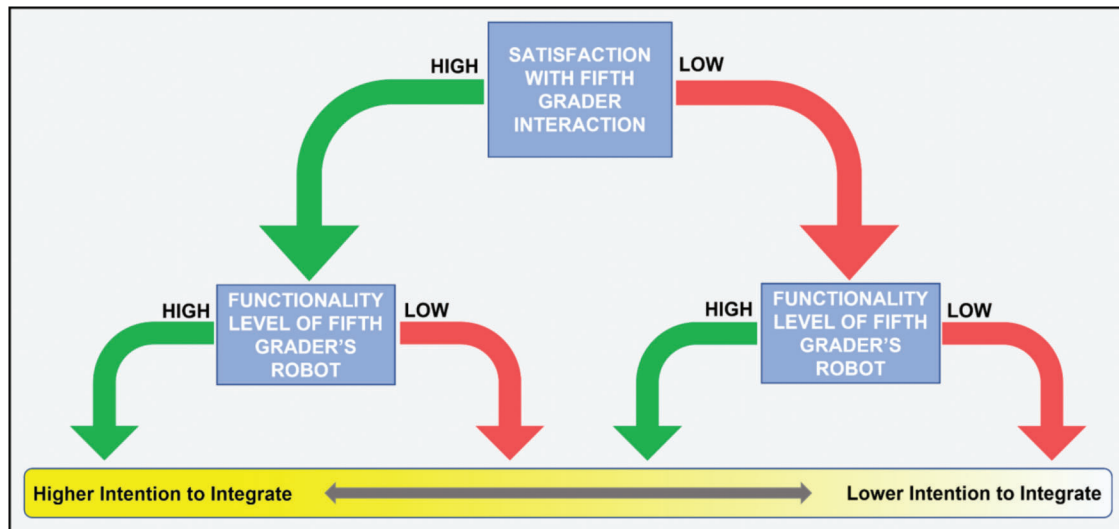 HIGH
SATISFACTION
WITH FIFTH
GRADER
INTERACTION
LOW
HIGH
FUNCTIONALITY
LEVEL OF FIFTH
GRADER'S
ROBOT
LOW
HIGH
FUNCTIONALITY
LEVEL OF FIFTH
GRADER'S
ROBOT
LOW
Higher Intention to Integrate
Lower Intention to Integrate